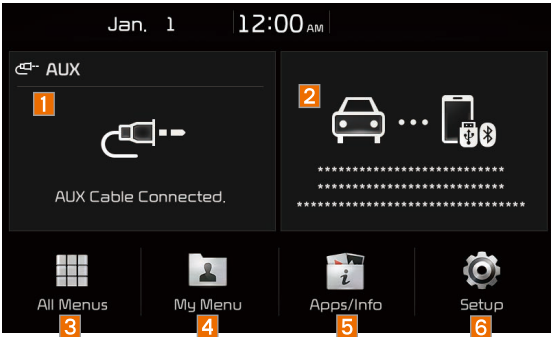 Jan. 1 12:00 AM
AUX
1
2
AUX Cable Connected.
***************************
***************************
*********************************
All Menus
My Menu
Apps/Info
Setup
3
4
5
6